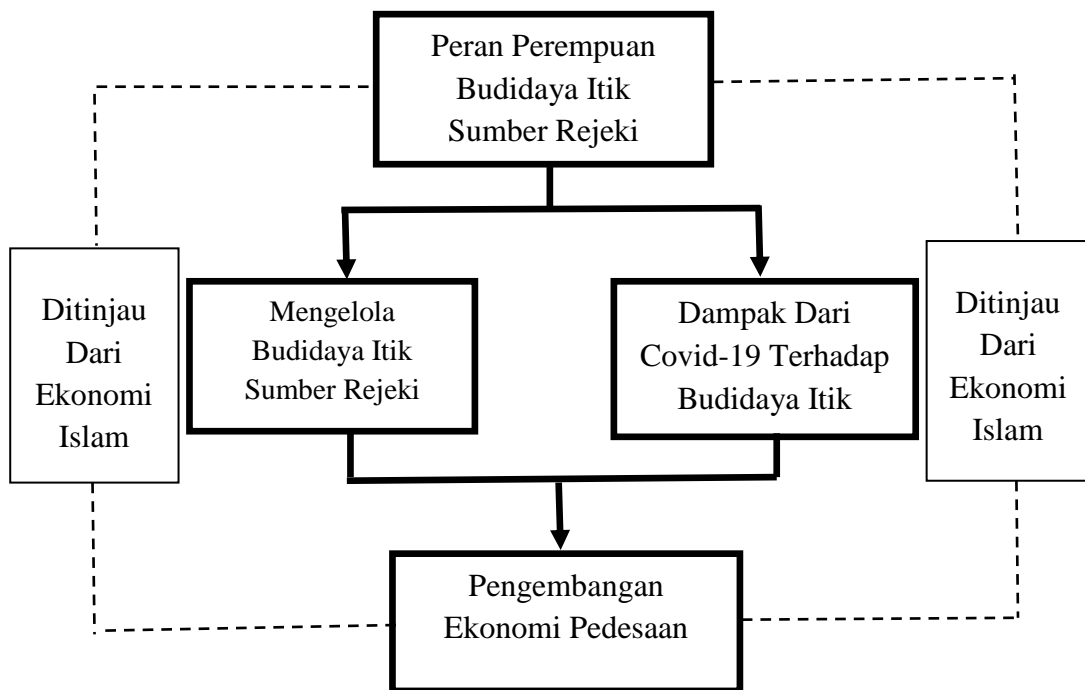 Peran Perempuan
Budidaya Itik
Sumber Rejeki
Ditinjau
Dari
Ekonomi
Islam
Mengelola
Budidaya Itik
Sumber Rejeki
Dampak Dari
Covid-19 Terhadap
Budidaya Itik
Ditinjau
Dari
Ekonomi
Islam
Pengembangan
Ekonomi Pedesaan